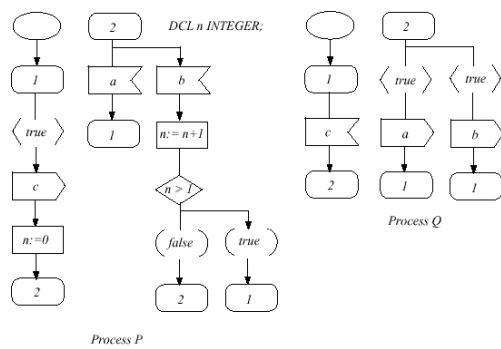 2
DCL n INTEGER;
2
1
a
b
1
(true)
(true)
true
1
n:= n+1
c
a
b
c
n > 1
2
1
1
n:=0
(false)
(true)
Process Q
2
2
1
Process P